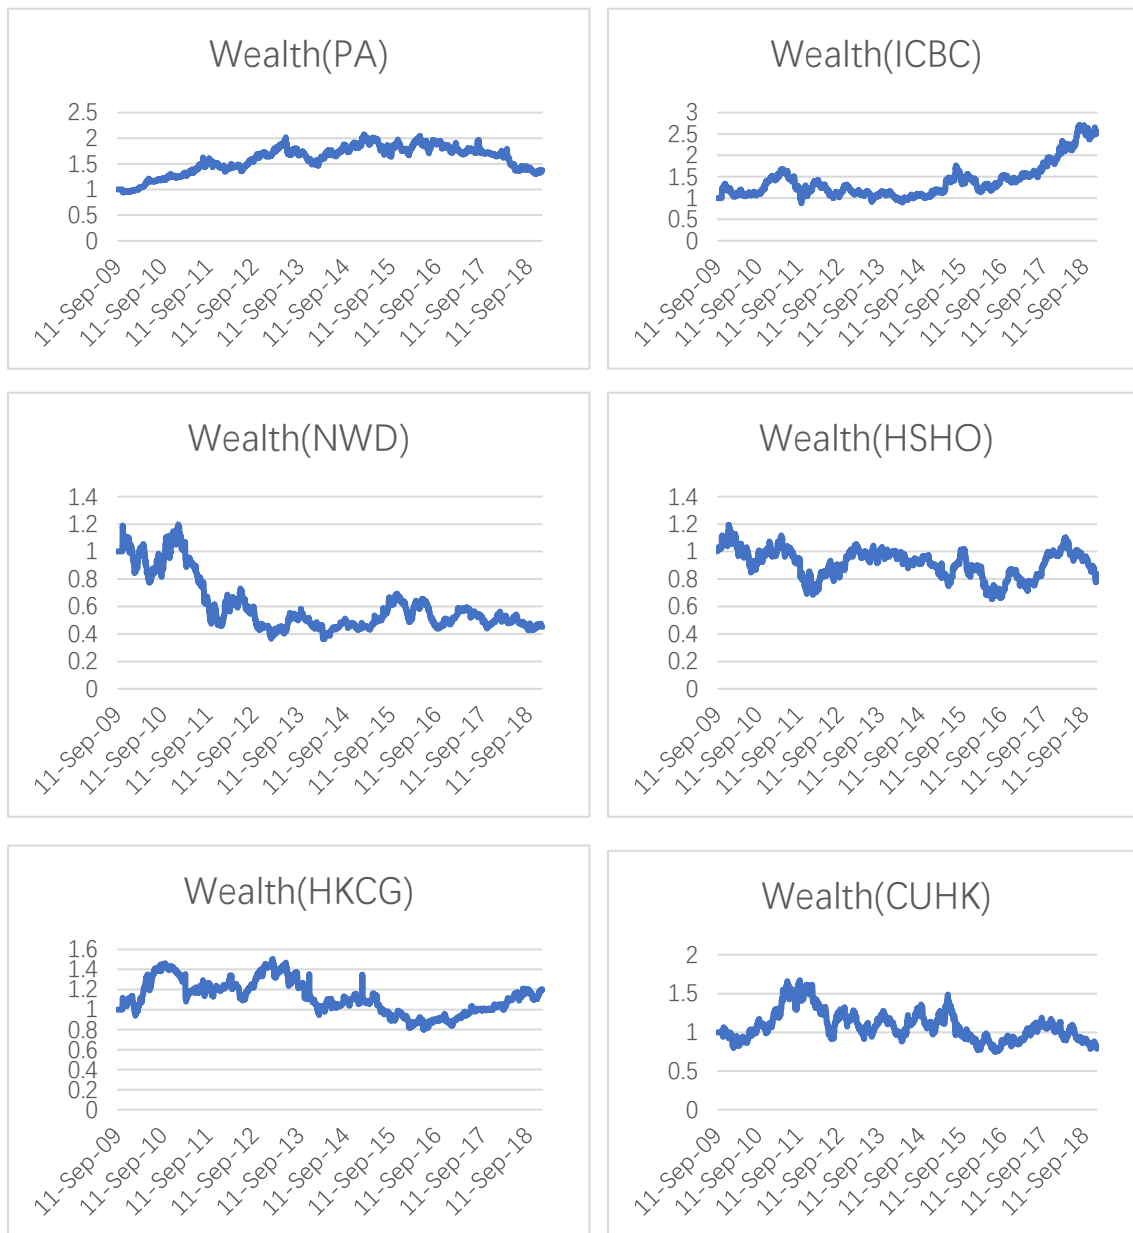 Wealth(PA)
2.5
2
1.5
1
0.5
0
11-Sep-09
11-Sep-10
11-Sep-11
11-Sep-12
11-Sep-13
11-Sep-14
11-Sep-15
11-Sep-16
11-Sep-17
11-Sep-18
Wealth(ICBC)
3
2.5
2
1.5
1
0.5
0
11-Sep-09
11-Sep-10
11-Sep-11
11-Sep-12
11-Sep-13
11-Sep-14
11-Sep-15
11-Sep-16
11-Sep-17
11-Sep-18
Wealth(NWD)
1.4
1.2
1
0.8
0.6
0.4
0.2
0
11-Sep-09
11-Sep-10
11-Sep-11
11-Sep-12
11-Sep-13
11-Sep-14
11-Sep-15
11-Sep-16
11-Sep-17
11-Sep-18
Wealth(HSHO)
1.4
1.2
1
0.8
0.6
0.4
0.2
0
11-Sep-09
11-Sep-10
11-Sep-11
11-Sep-12
11-Sep-13
11-Sep-14
11-Sep-15
11-Sep-16
11-Sep-17
11-Sep-18
Wealth(HKCG)
1.6
1.4
1.2
1
0.8
0.6
0.4
0.2
0
11-Sep-09
11-Sep-10
11-Sep-11
11-Sep-12
11-Sep-13
11-Sep-14
11-Sep-15
11-Sep-16
11-Sep-17
11-Sep-18
Wealth(CUHK)
2
1.5
1
0.5
0
11-Sep-09
11-Sep-10
11-Sep-11
11-Sep-12
11-Sep-13
11-Sep-14
11-Sep-15
11-Sep-16
11-Sep-17
11-Sep-18